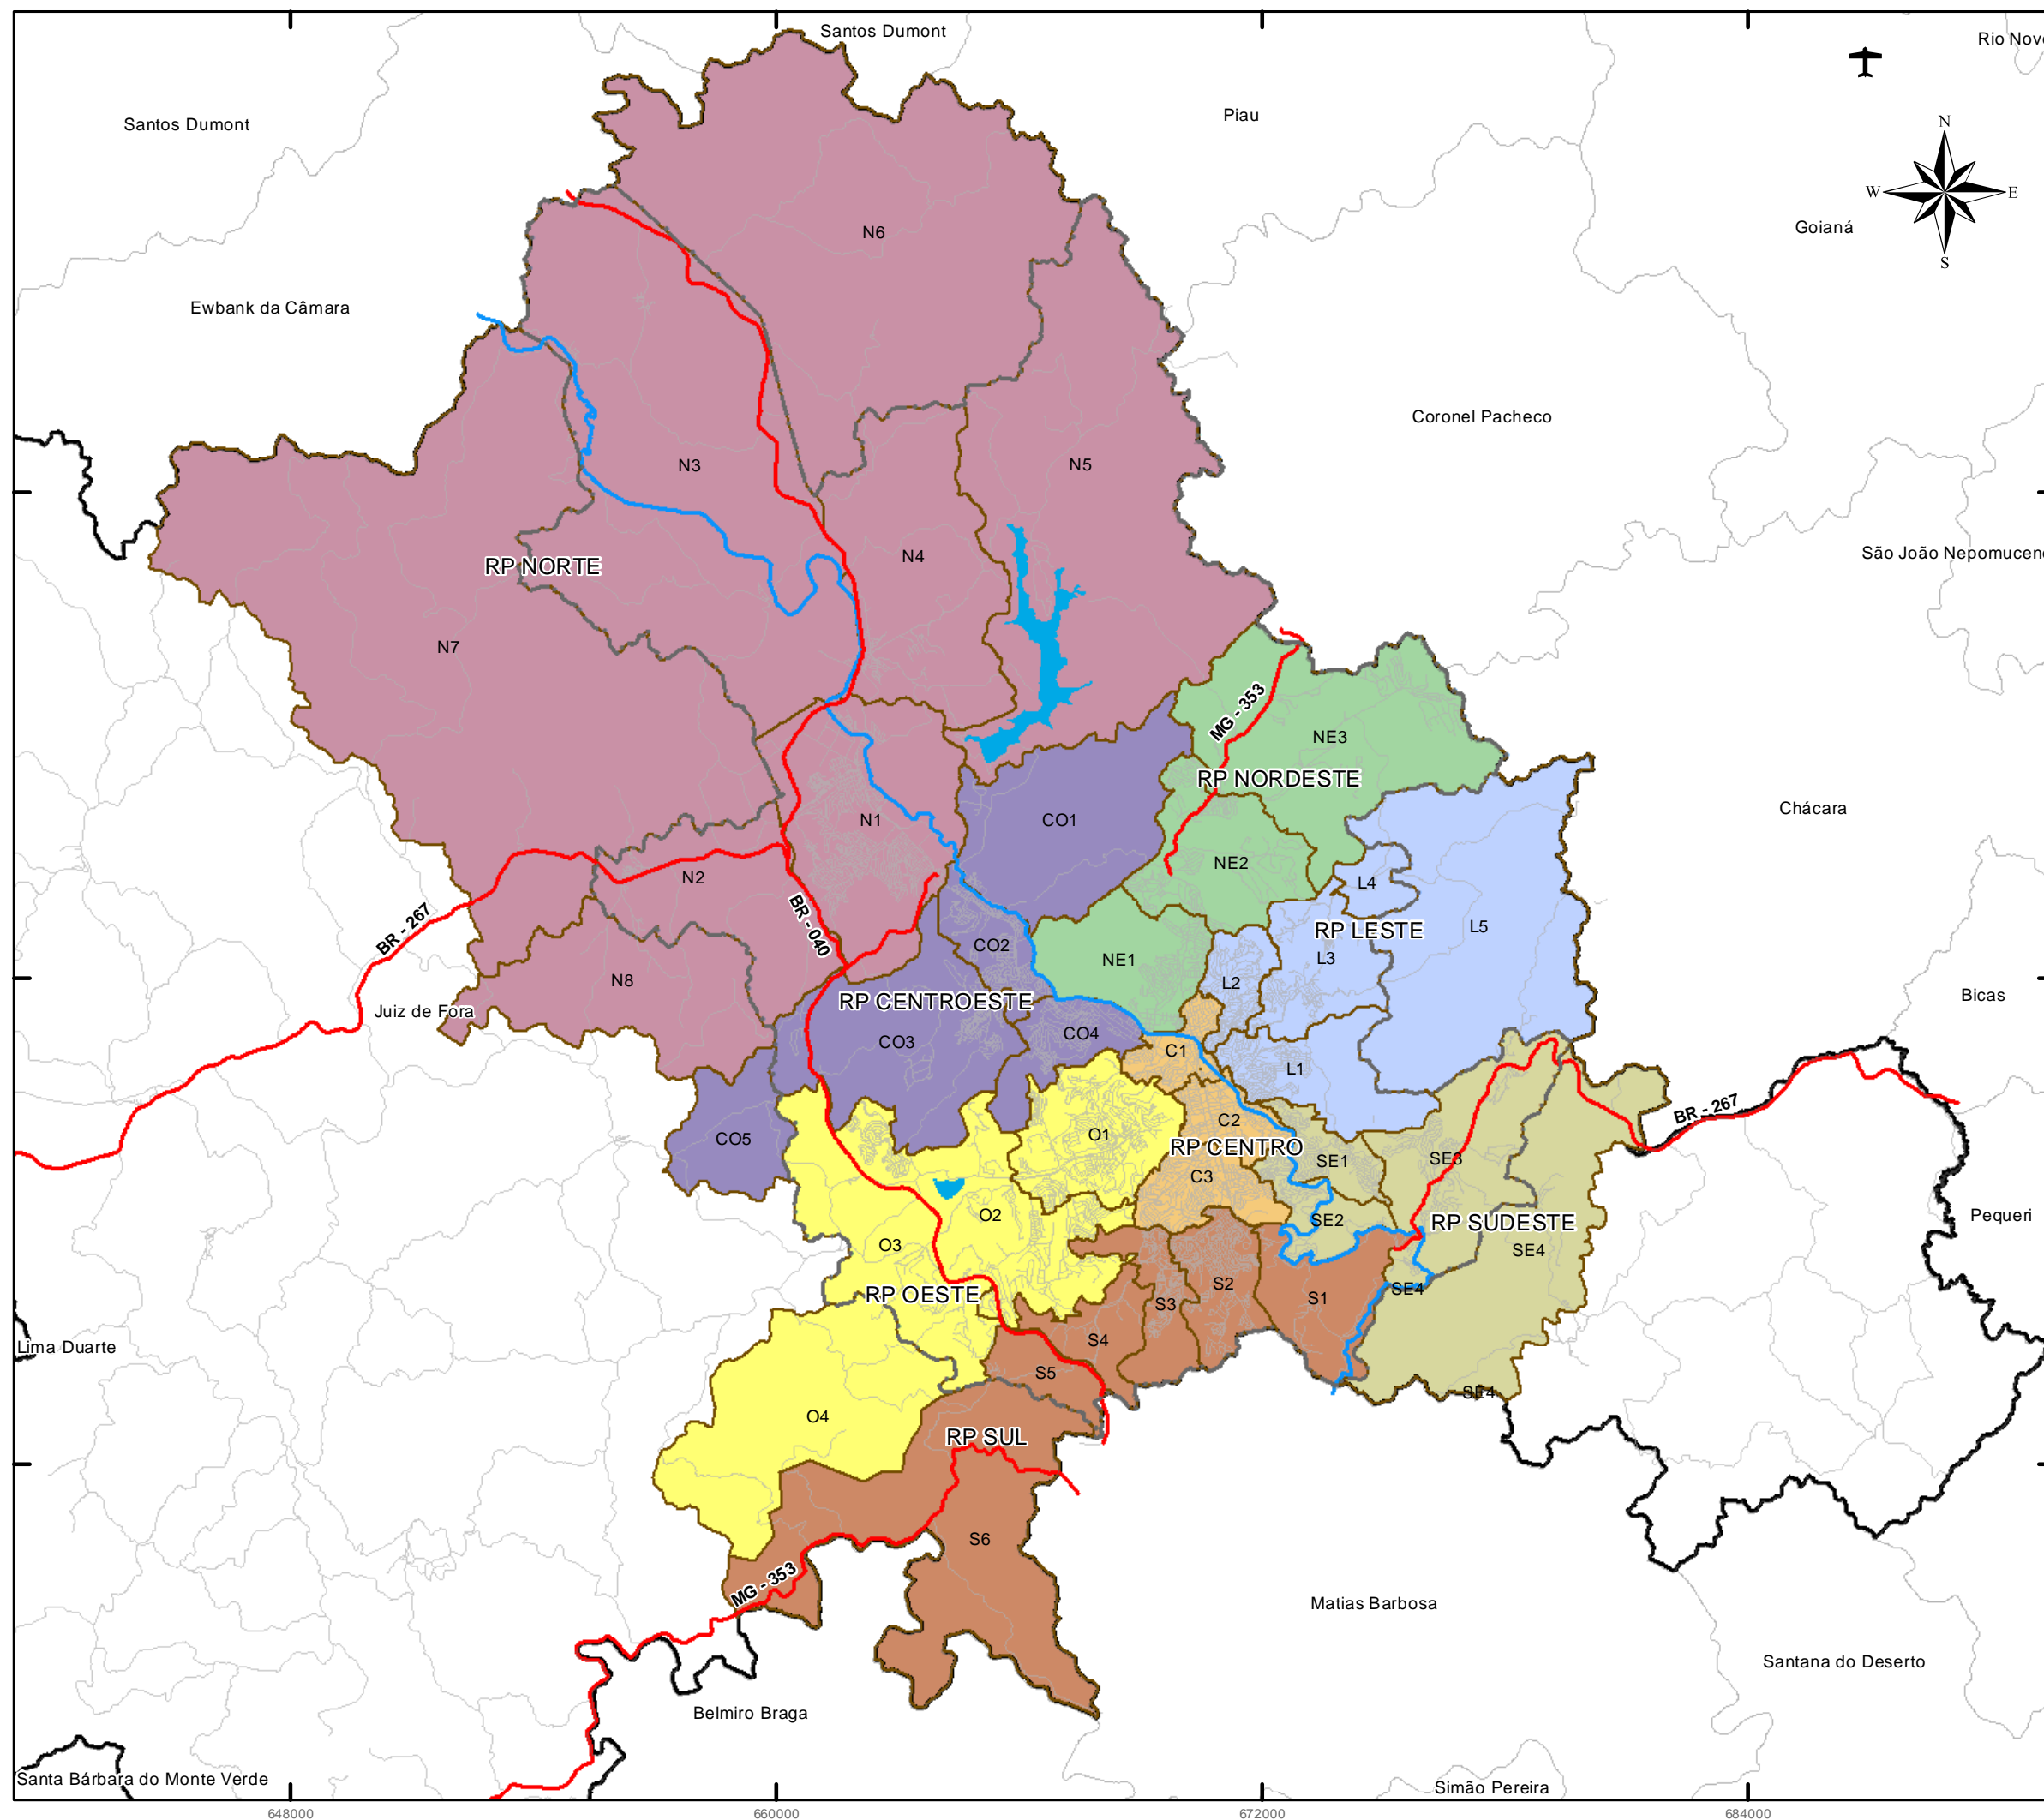 Santos Dumont
Rio Nov
Piau
Santos Dumont
N
W
E
S
Goianá
N6
Ewbank da Câmara
Coronel Pacheco
N3
N5
N4
São João Nepomucen
RP NORTE
N7
MG - 353
NE3
RP NORDESTE
Chácara
N1
CO1
NE2
N2
L4
BR - 267
BR - 040
L5
RP LESTE
CO2
L3
NE1
N8
L2
Bicas
RP CENTROESTE
Juiz de Fora
CO4
CO3
C1
L1
BR - 267
C2
O1
CO5
RP CENTRO
SE1
SE3
C3
O2
SE2
RP SUDESTE
Pequeri
O3
SE4
S2
SE4
RP OESTE
S3
S1
S4
Lima Duarte
S5
SE4
O4
RP SUL
S6
MG - 353
Matias Barbosa
Santana do Deserto
Belmiro Braga
Santa Bárbara do Monte Verde
Simão Pereira
648000
660000
672000
684000